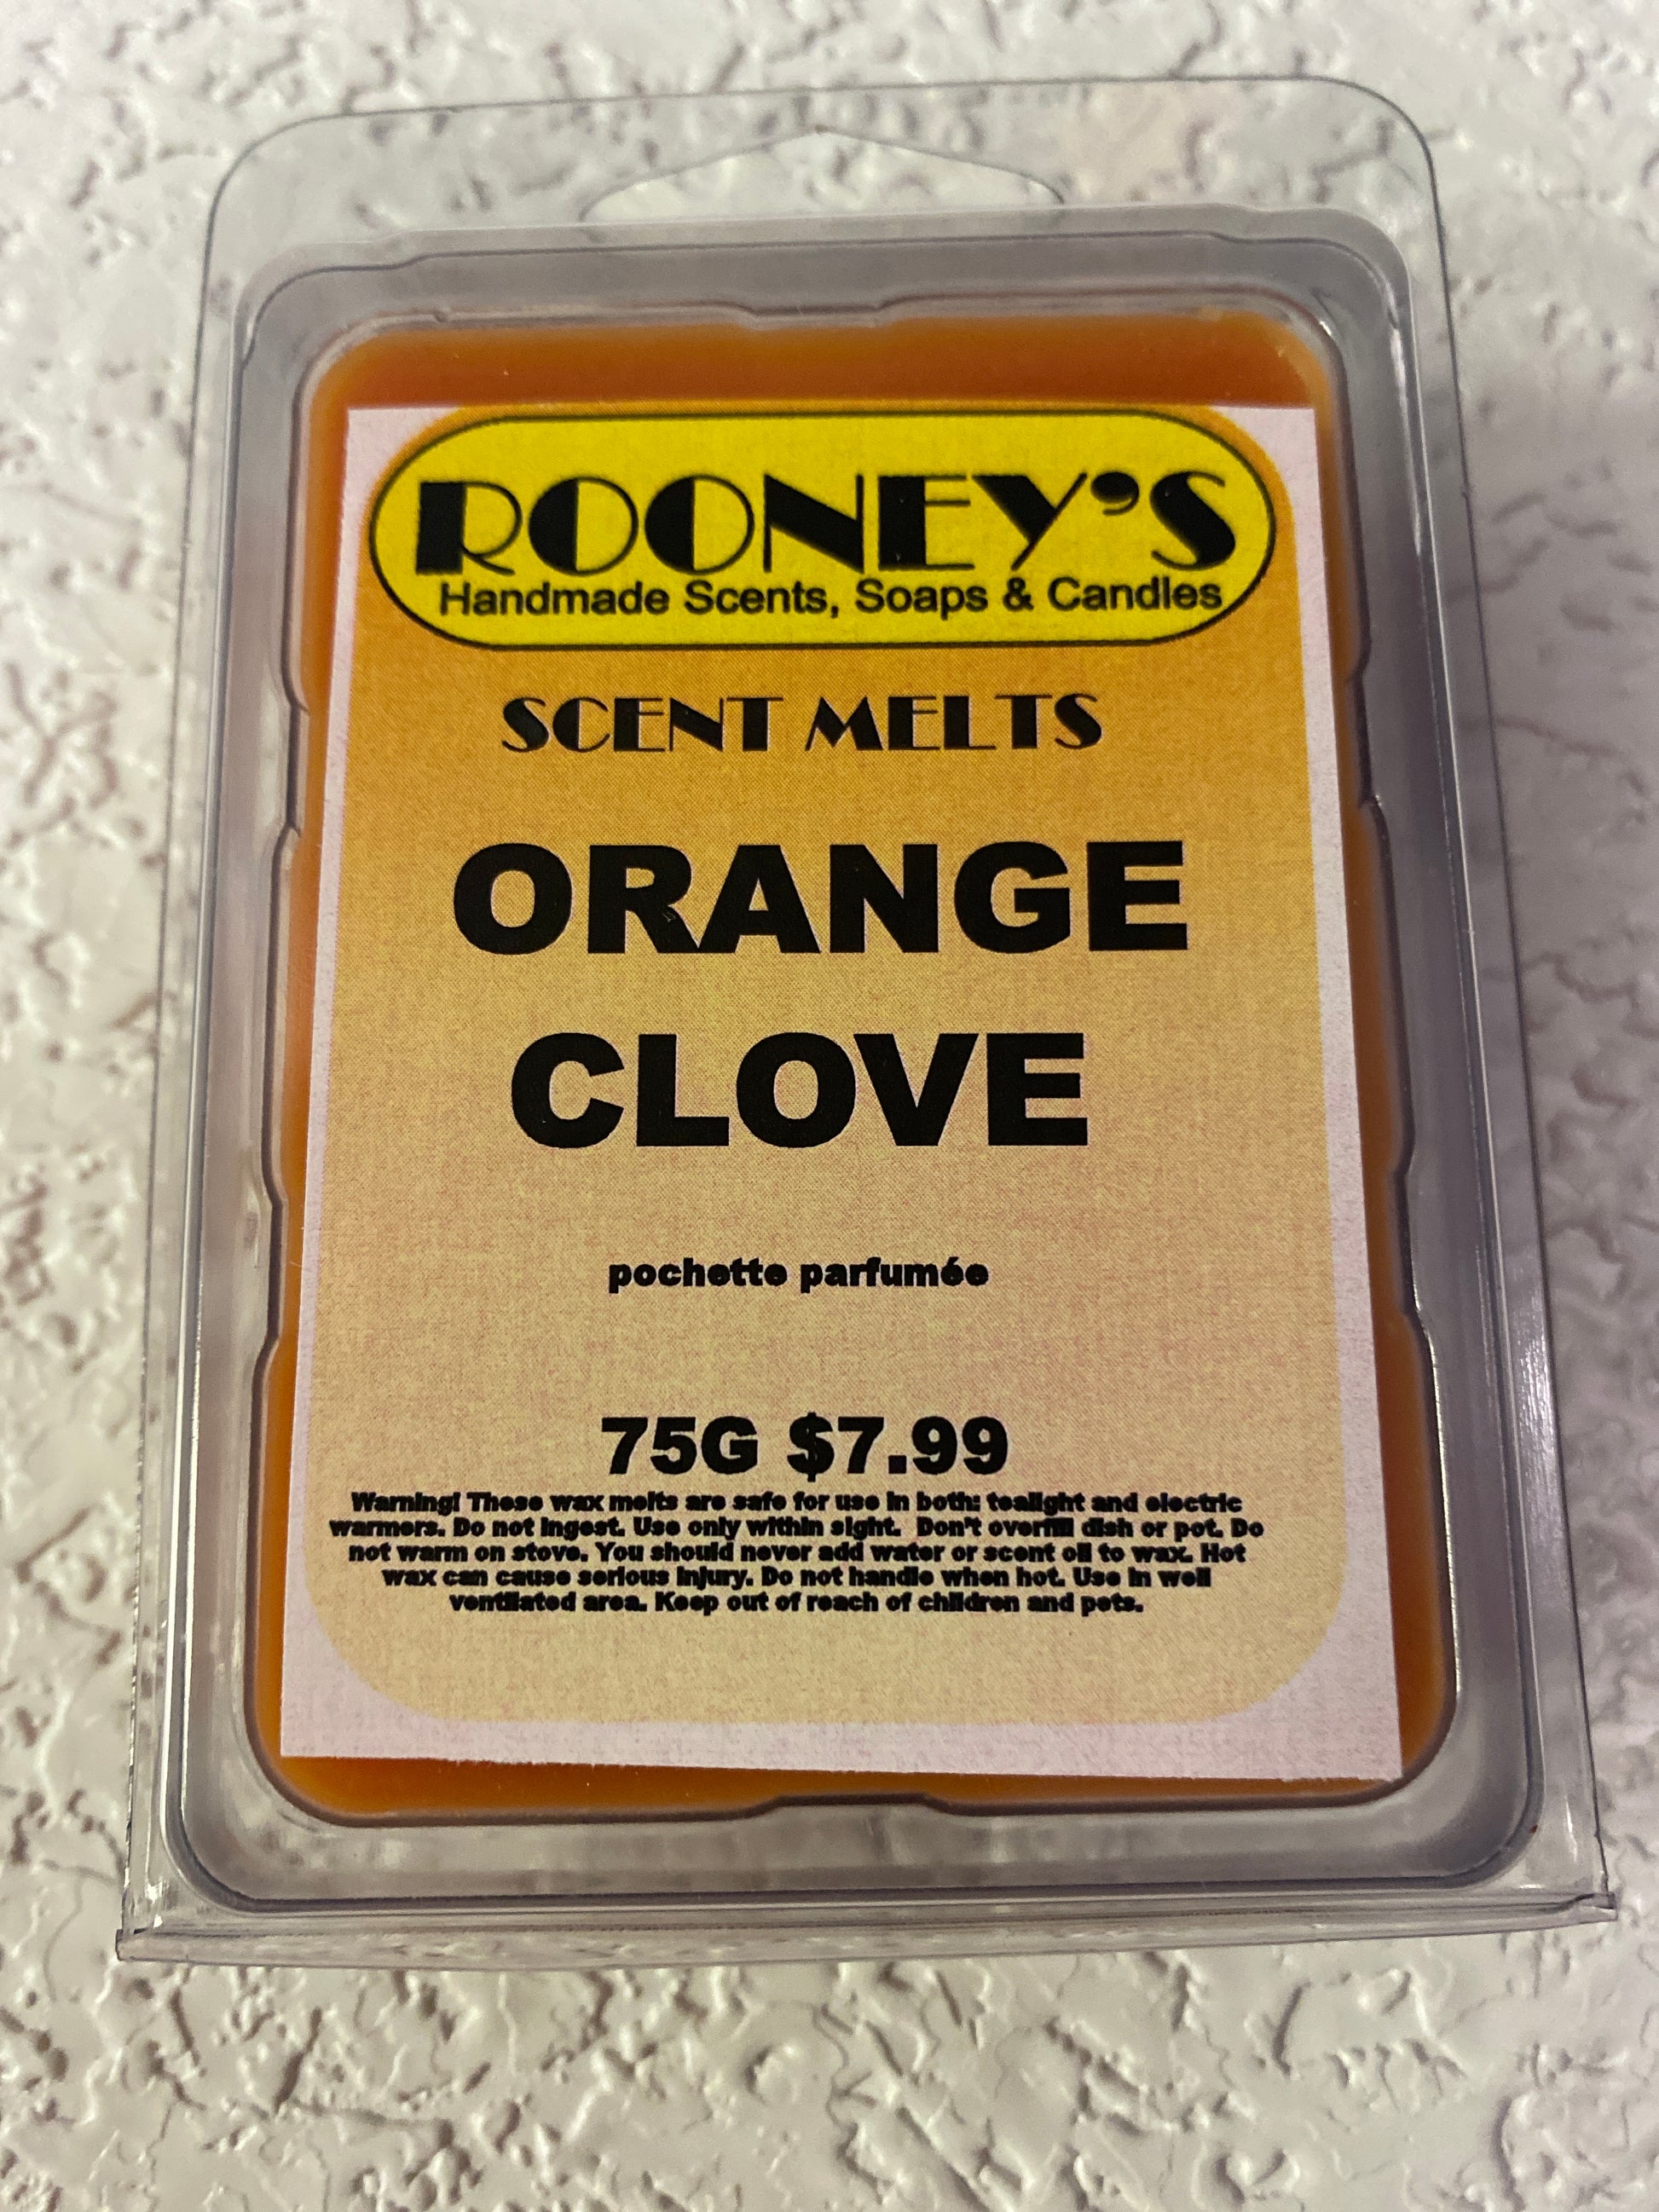 ROONEY'S
Handmade Scents, Soaps & Candles
SCENT MELTS
ORANGE
CLOVE
pochette parfumée
75G $7.99
Warning! These wax melts are safe for use in both: tealight and electric
warmers. Do not ingest. Use only within sight. Don't overfill dish or pot. Do
not warm on stove. You should never add water or scent oil to wax. Hot
wax can cause serious injury. Do not handle when hot. Use in well
ventilated area. Keep out of reach of children and pets.